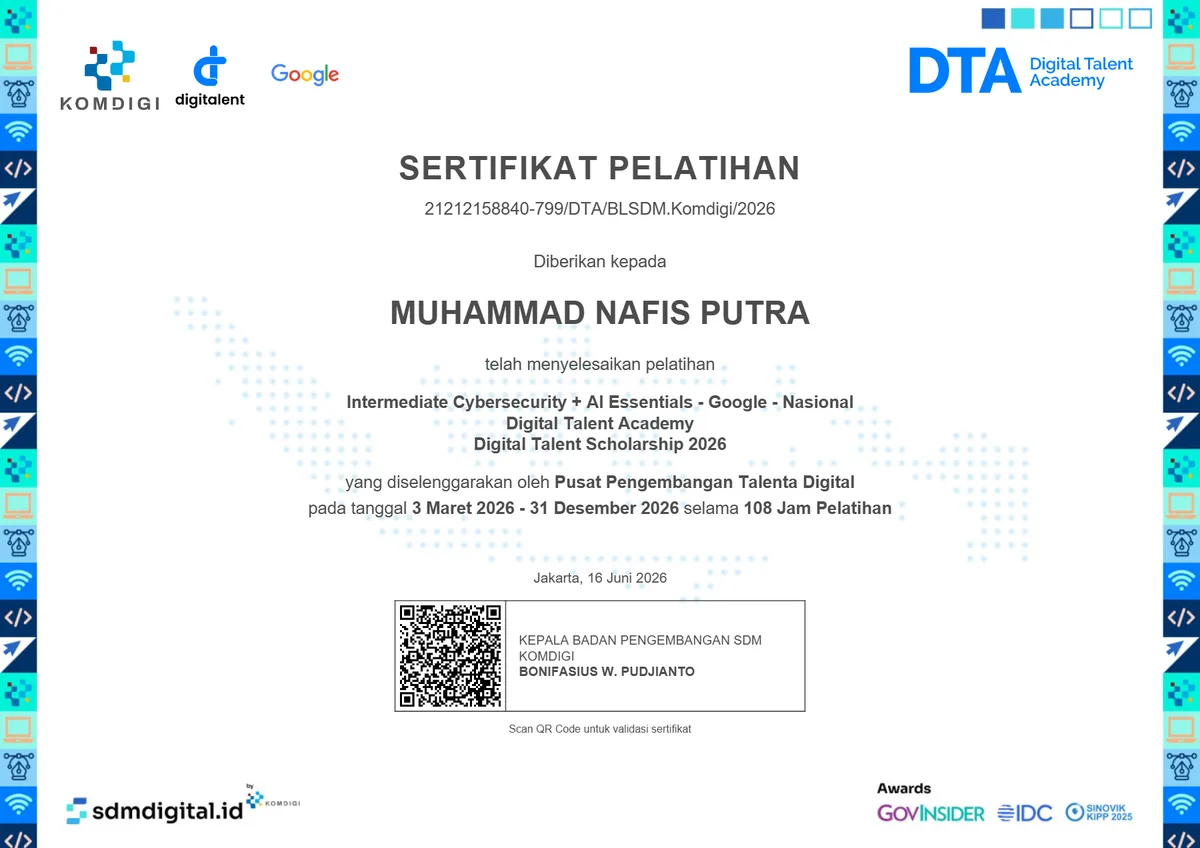 KOMDIGI
digitalent
Google
DTA Digital Talent Academy
SERTIFIKAT PELATIHAN
21212158840-799/DTA/BLSDM.Komdigi/2026
Diberikan kepada
MUHAMMAD NAFIS PUTRA
telah menyelesaikan pelatihan
Intermediate Cybersecurity + AI Essentials - Google - Nasional
Digital Talent Academy
Digital Talent Scholarship 2026
yang diselenggarakan oleh Pusat Pengembangan Talenta Digital
pada tanggal 3 Maret 2026 - 31 Desember 2026 selama 108 Jam Pelatihan
Jakarta, 16 Juni 2026
KEPALA BADAN PENGEMBANGAN SDM
KOMDIGI
BONIFASIUS W. PUDJIANTO
Scan QR Code untuk validasi sertifikat
sdmdigital.id
by
KOMDIGI
Awards
GOVINSIDER
IDC
SINOVIK
KIPP 2025